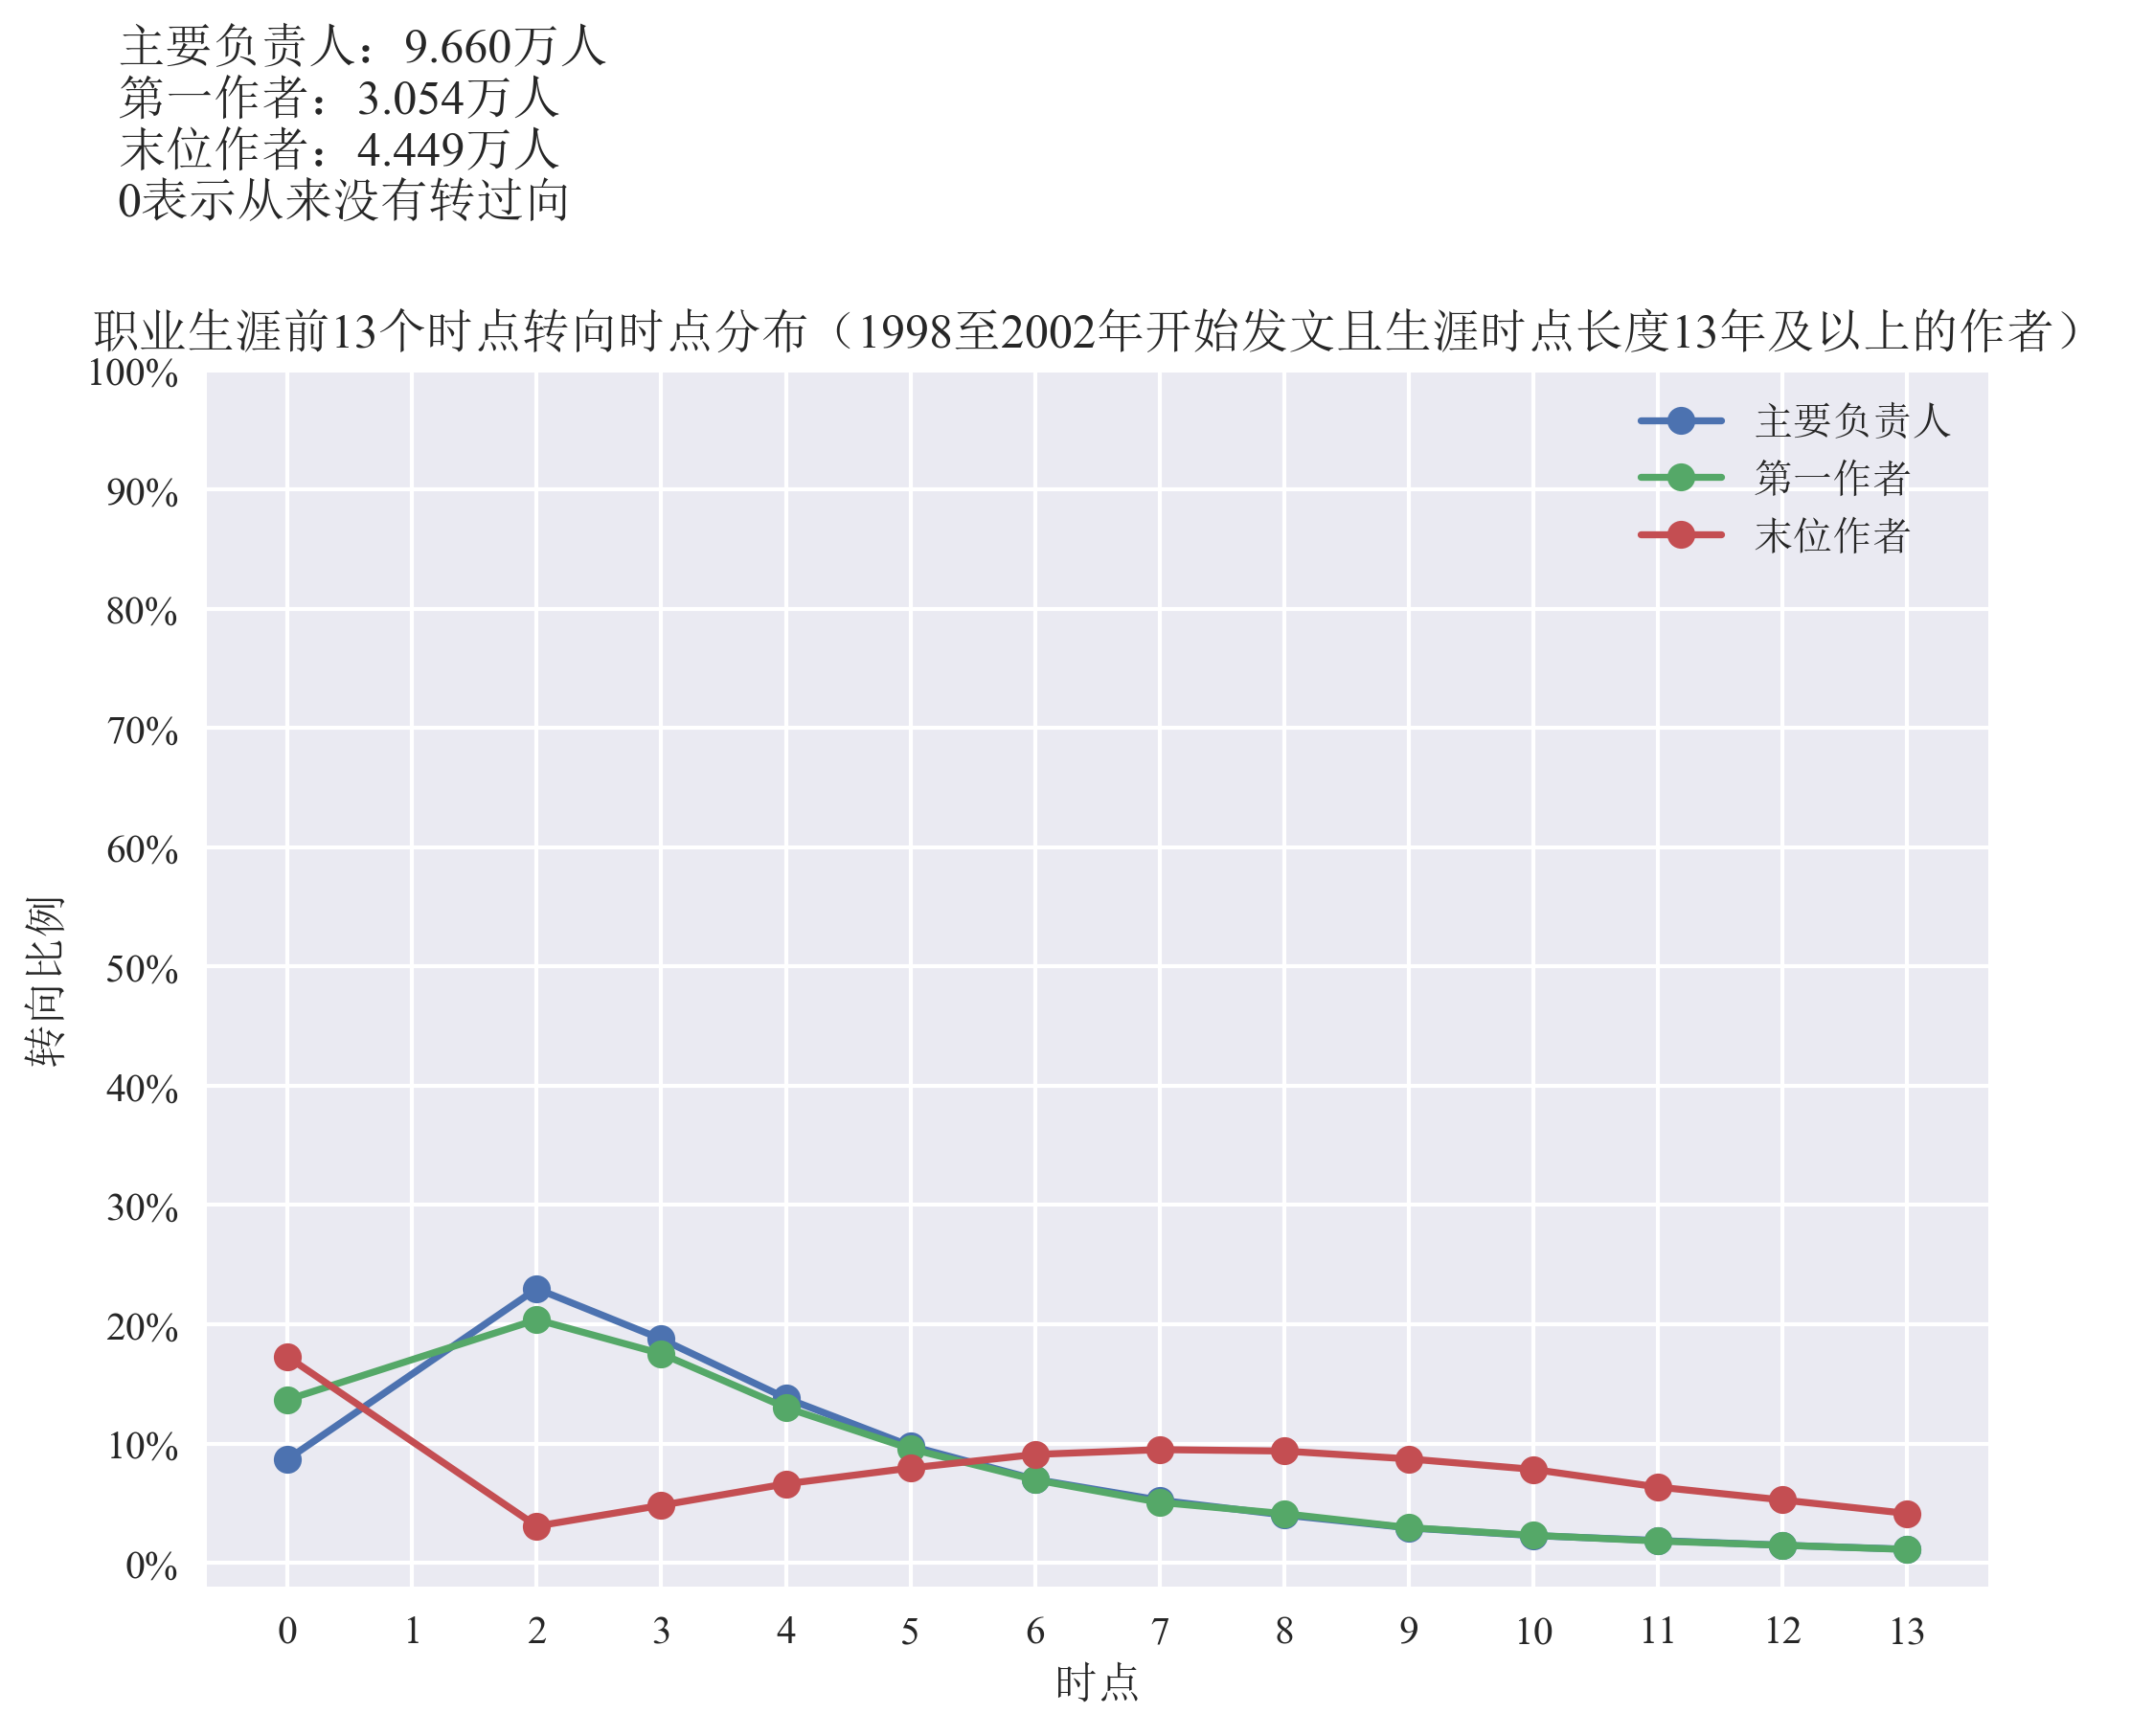 主要负责人：9.660万人
第一作者：3.054万人
末位作者：4.449万人
0表示从来没有转过向
职业生涯前13个时点转向时点分布（1998至2002年开始发文且生涯时点长度13年及以上的作者）
100%
90%
80%
70%
60%
50%
40%
30%
20%
10%
0%
转向比例
主要负责人
第一作者
末位作者
0 1 2 3 4 5 6 7 8 9 10 11 12 13
时点